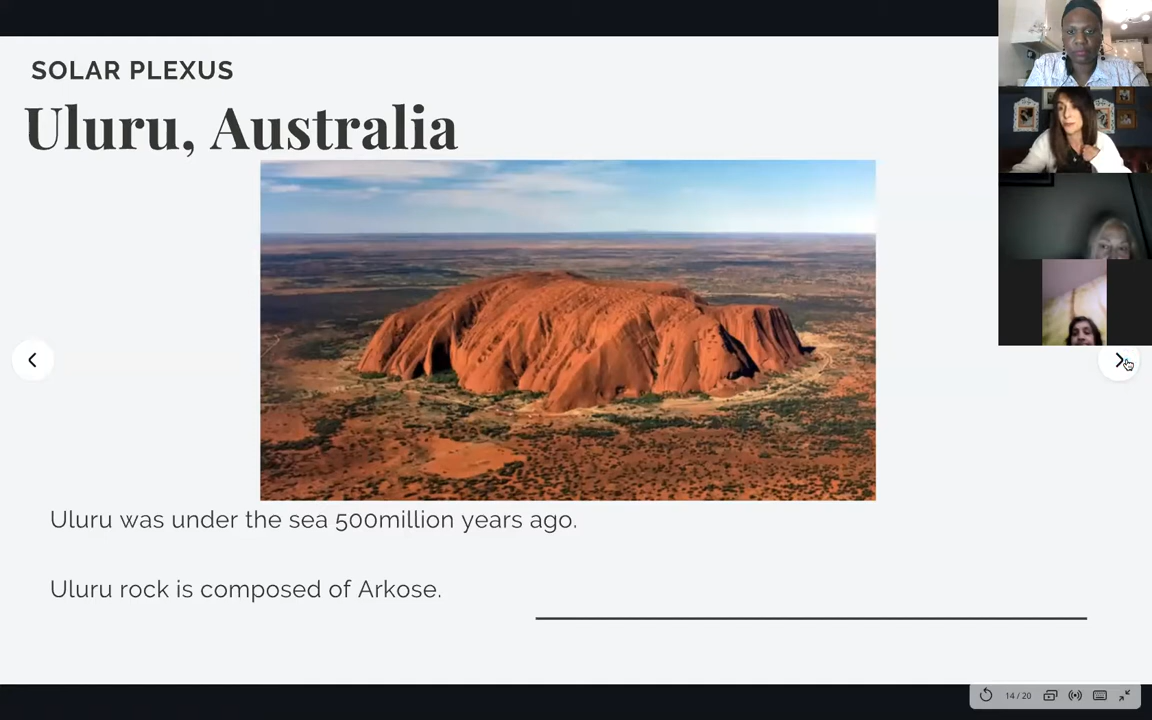 SOLAR PLEXUS
Uluru, Australia
Uluru was under the sea 500million years ago.
Uluru rock is composed of Arkose.
14 / 20